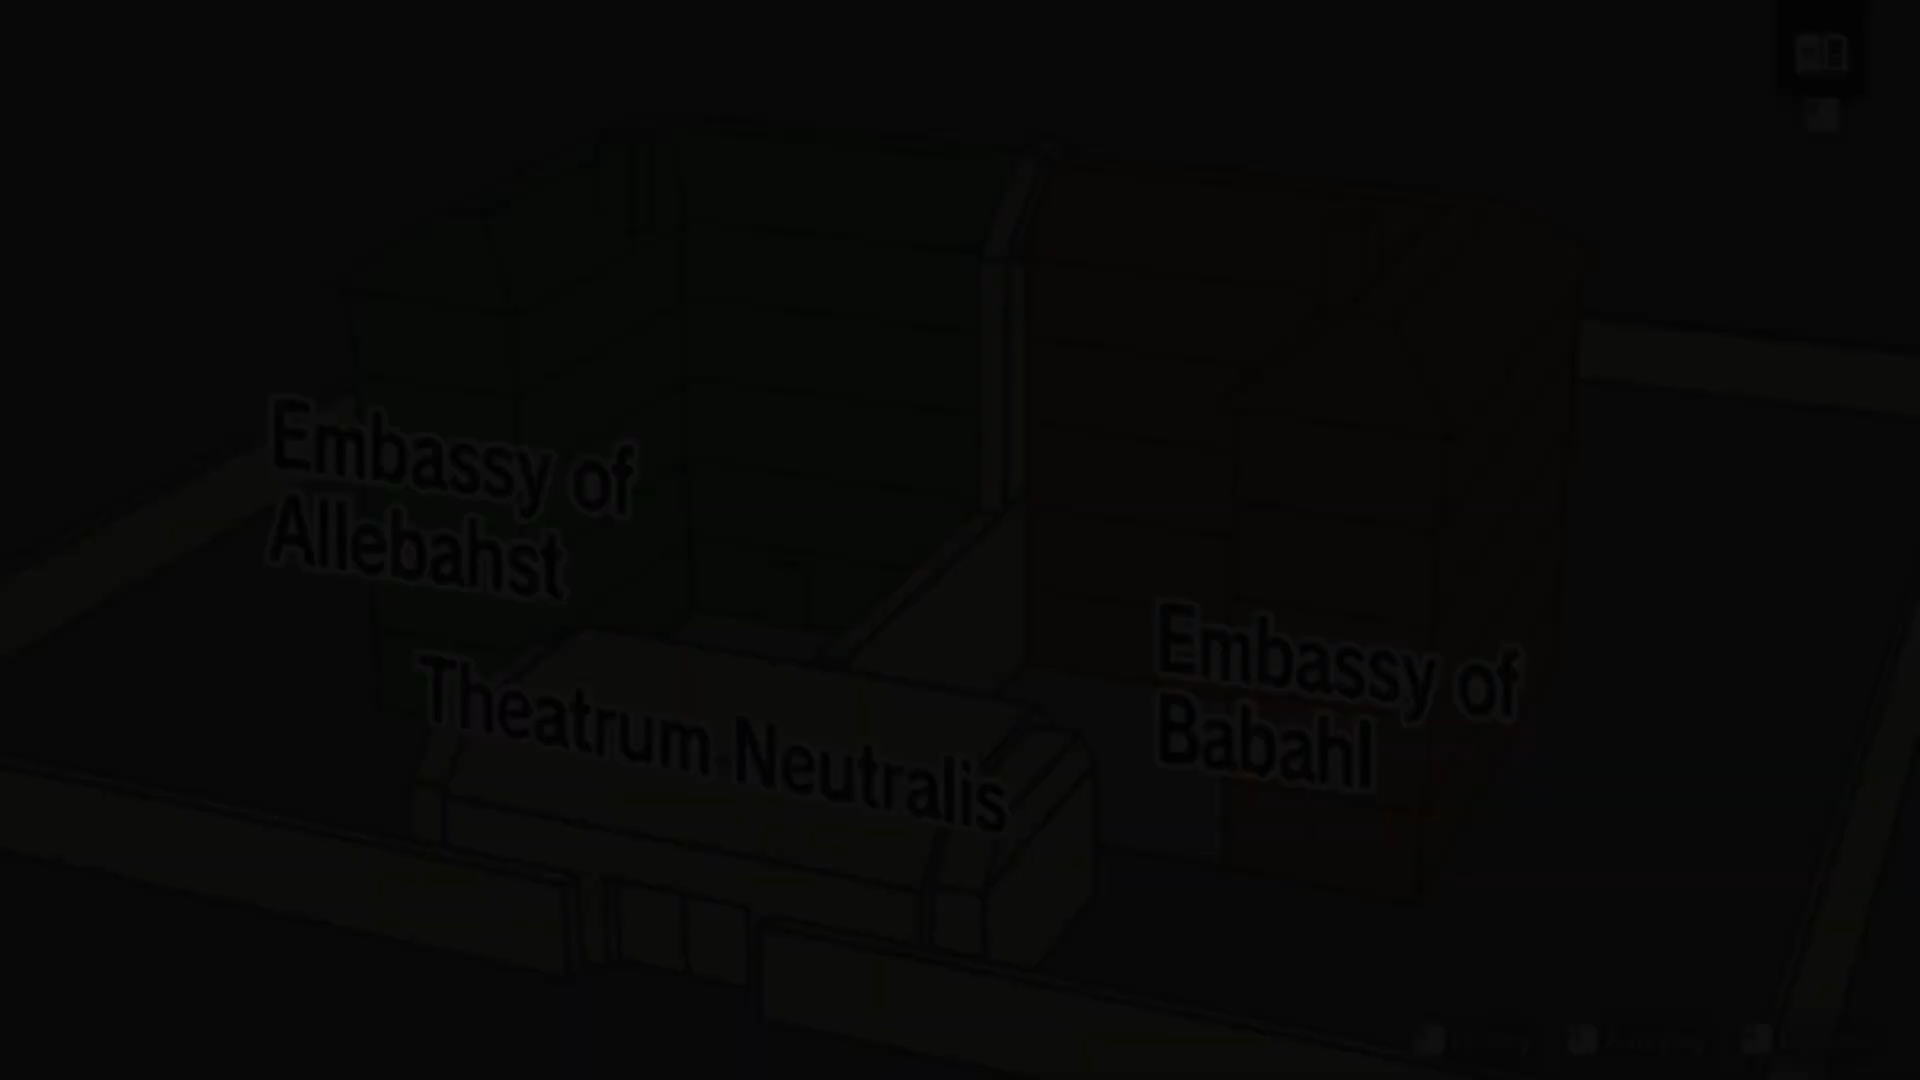 Embassy of
Allebahst
Theatrum Neutralis
Embassy of
Babahl